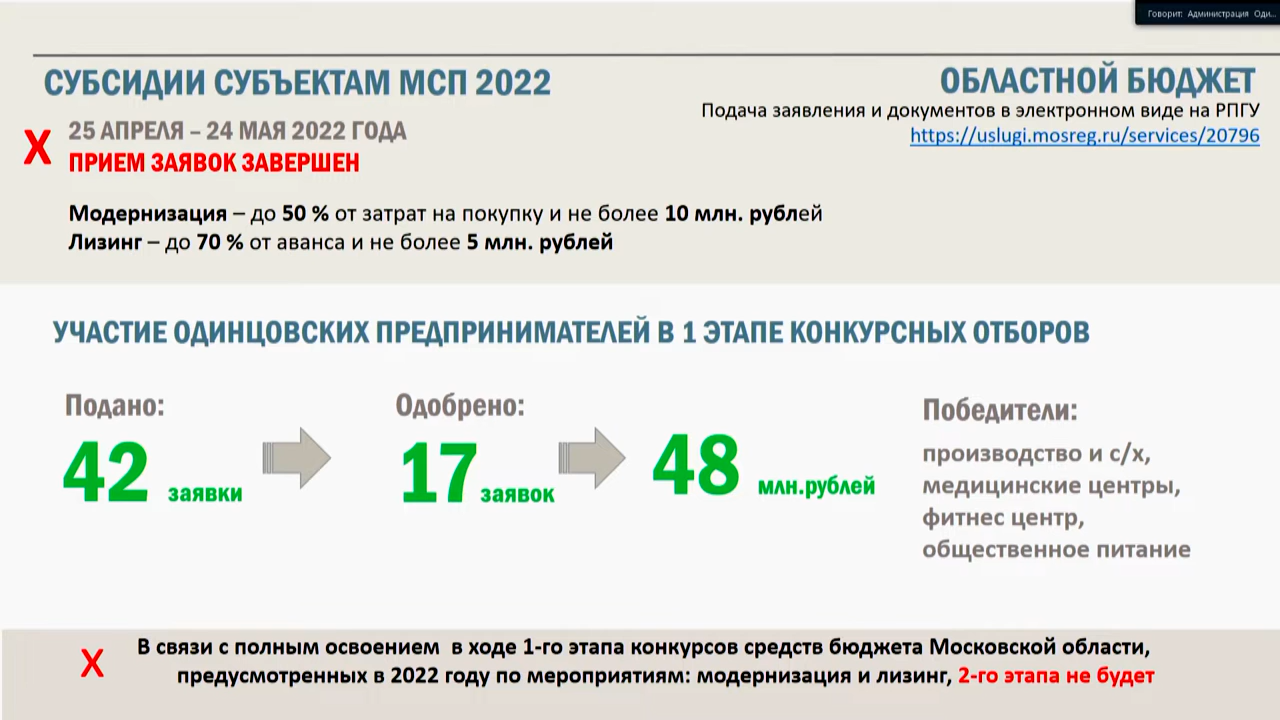 Говорит: Администрация Оди...
СУБСИДИИ СУБЪЕКТАМ МСП 2022
ОБЛАСТНОЙ БЮДЖЕТ
Подача заявления и документов в электронном виде на РПГУ
https://uslugi.mosreg.ru/services/20796
X
25 АПРЕЛЯ – 24 МАЯ 2022 ГОДА
ПРИЕМ ЗАЯВОК ЗАВЕРШЕН
Модернизация – до 50 % от затрат на покупку и не более 10 млн. рублей
Лизинг – до 70 % от аванса и не более 5 млн. рублей
УЧАСТИЕ ОДИНЦОВСКИХ ПРЕДПРИНИМАТЕЛЕЙ В 1 ЭТАПЕ КОНКУРСНЫХ ОТБОРОВ
Подано:
42 заявки
Одобрено:
17 заявок
48 млн.рублей
Победители:
производство и с/х,
медицинские центры,
фитнес центр,
общественное питание
X
В связи с полным освоением в ходе 1-го этапа конкурсов средств бюджета Московской области,
предусмотренных в 2022 году по мероприятиям: модернизация и лизинг, 2-го этапа не будет